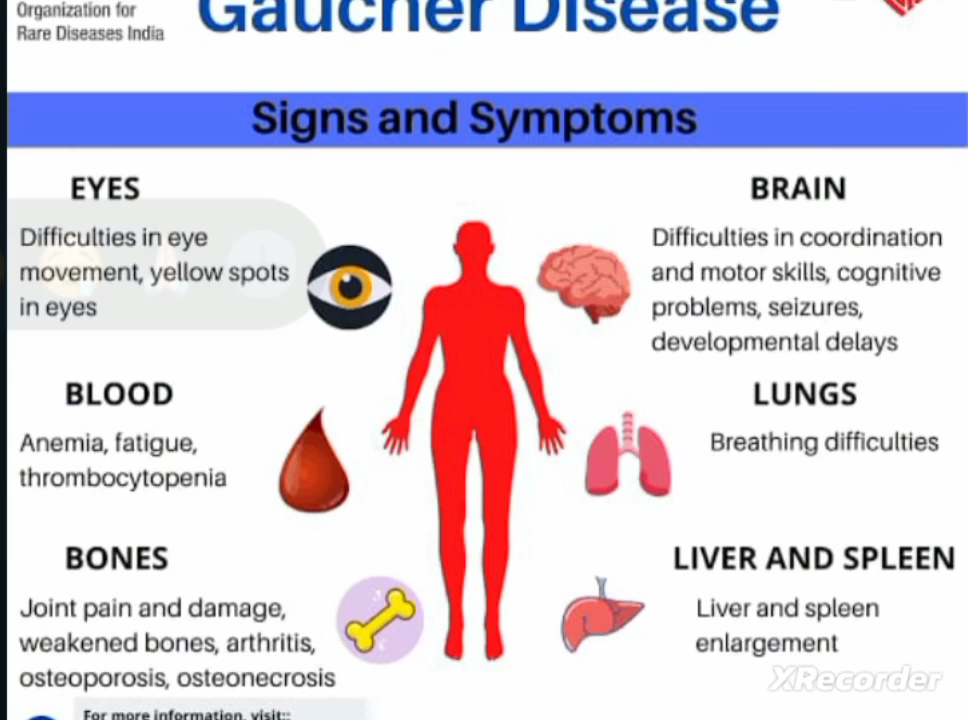 Organization for
Rare Diseases India
Gaucher Disease
Signs and Symptoms
EYES
Difficulties in eye
movement, yellow spots
in eyes
BRAIN
Difficulties in coordination
and motor skills, cognitive
problems, seizures,
developmental delays
BLOOD
Anemia, fatigue,
thrombocytopenia
LUNGS
Breathing difficulties
BONES
Joint pain and damage,
weakened bones, arthritis,
osteoporosis, osteonecrosis
LIVER AND SPLEEN
Liver and spleen
enlargement
XRecorder
For more information, visit::